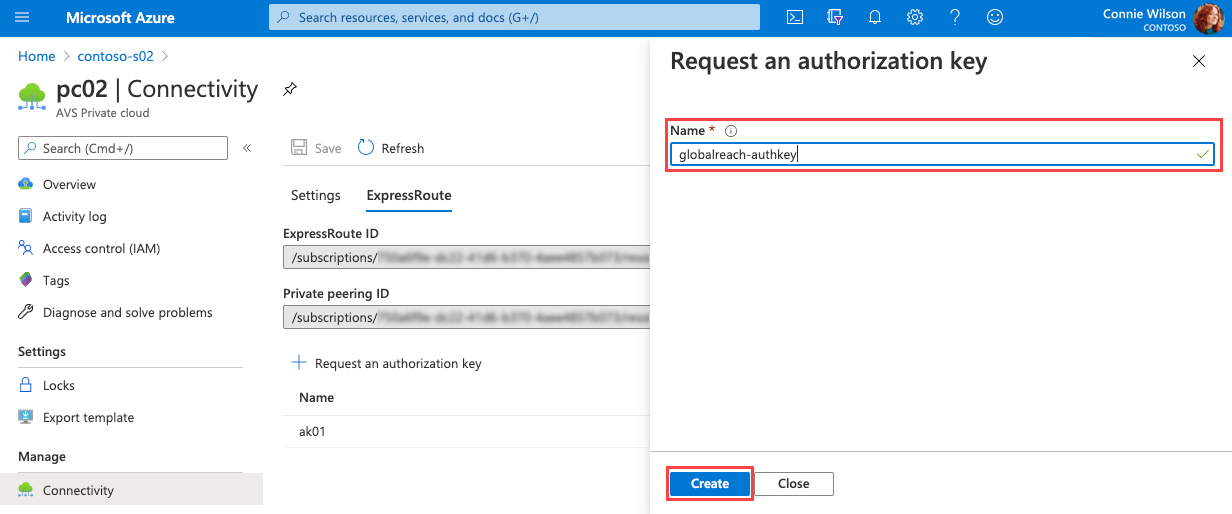 Microsoft Azure
Search resources, services, and docs (G+/)
Connie Wilson
CONTOSO
Home > contoso-s02 >
pc02 | Connectivity
AVS Private cloud
Search (Cmd+/)
«
Overview
Activity log
Access control (IAM)
Tags
Diagnose and solve problems
Settings
Locks
Export template
Manage
Connectivity
Save
Refresh
Settings
ExpressRoute
ExpressRoute ID
/subscriptions/
Private peering ID
/subscriptions/
+ Request an authorization key
Name
ak01
Request an authorization key
Name *
globalreach-authkey
Create
Close